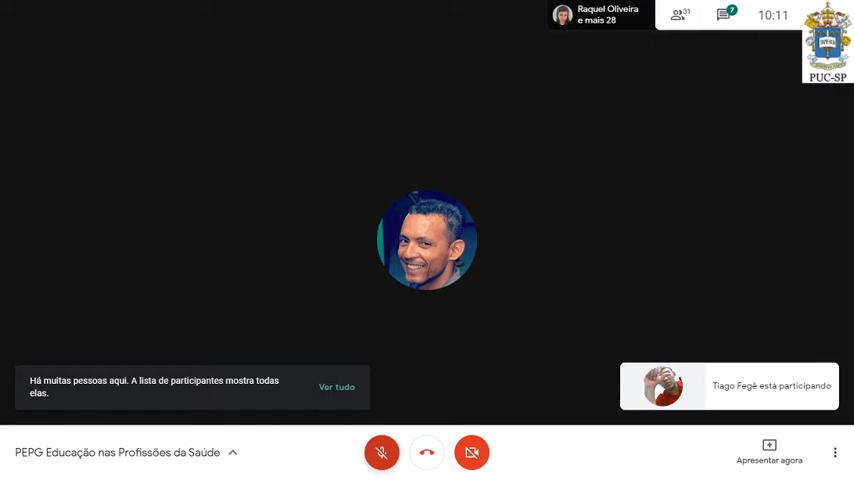 Raquel Oliveira
e mais 28
31
7
10:11
PUC-SP
Há muitas pessoas aqui. A lista de participantes mostra todas
elas.
Ver tudo
Tiago Fegê está participando
PEPG Educação nas Profissões da Saúde
Apresentar agora